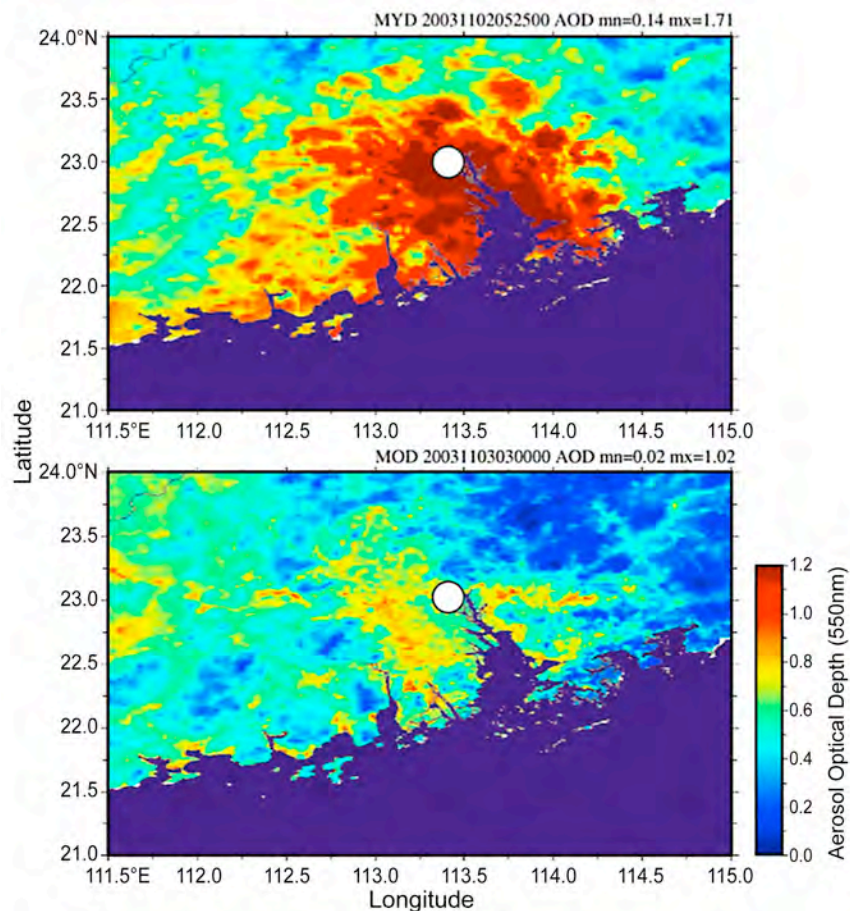 MYD 20031102052500 AOD mn=0.14 mx=1.71
24.0°N
23.5
23.0
22.5
22.0
21.5
21.0
111.5°E 112.0 112.5 113.0 113.5 114.0 114.5 115.0
Latitude
MOD 20031103030000 AOD mn=0.02 mx=1.02
24.0°N
23.5
23.0
22.5
22.0
21.5
21.0
111.5°E 112.0 112.5 113.0 113.5 114.0 114.5 115.0
Longitude
1.2
1.0
0.8
0.6
0.4
0.2
0.0
Aerosol Optical Depth (550nm)